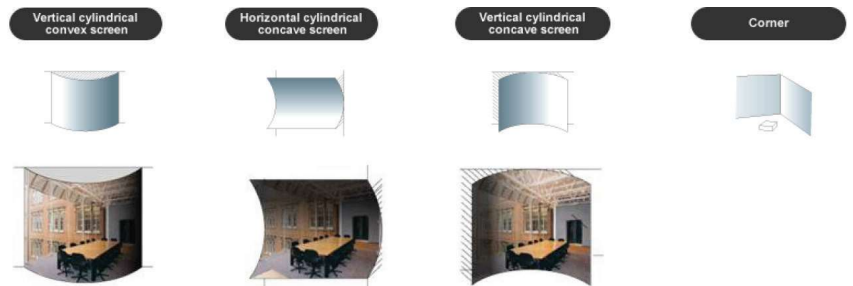 Vertical cylindrical
convex screen
Horizontal cylindrical
concave screen
Vertical cylindrical
concave screen
Corner